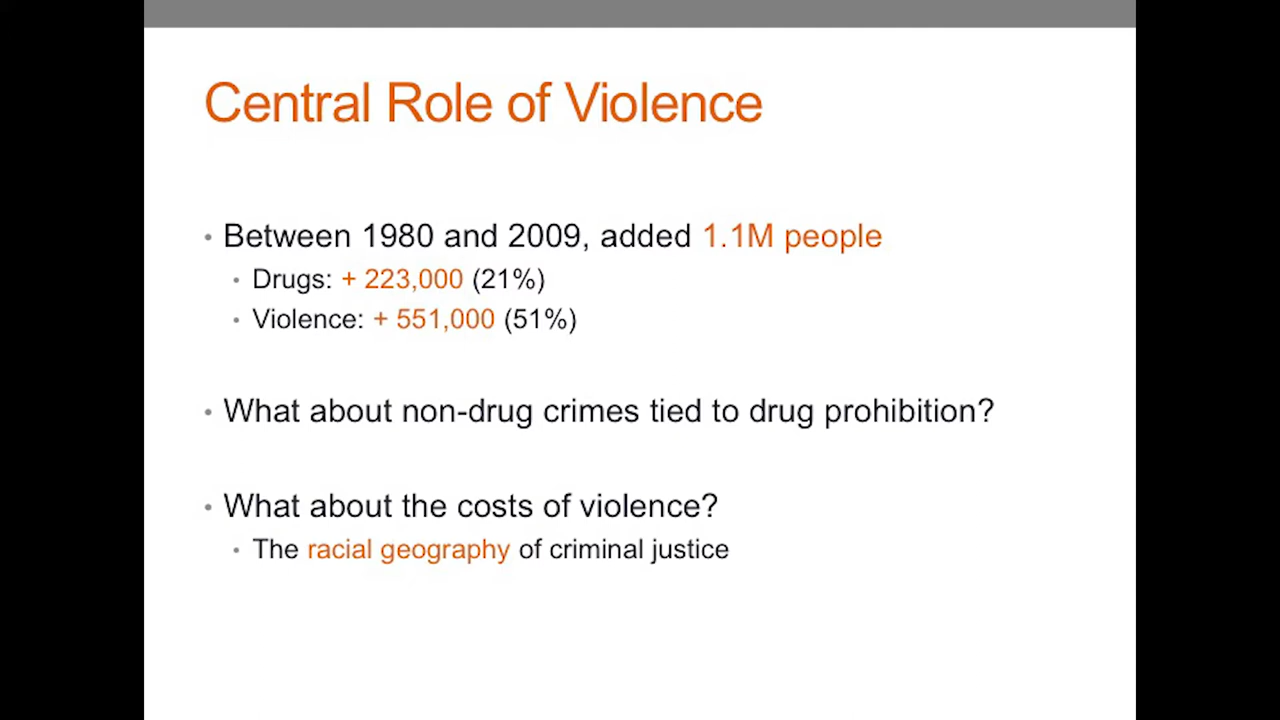 Central Role of Violence
• Between 1980 and 2009, added 1.1M people
• Drugs: + 223,000 (21%)
• Violence: + 551,000 (51%)
• What about non-drug crimes tied to drug prohibition?
• What about the costs of violence?
• The racial geography of criminal justice